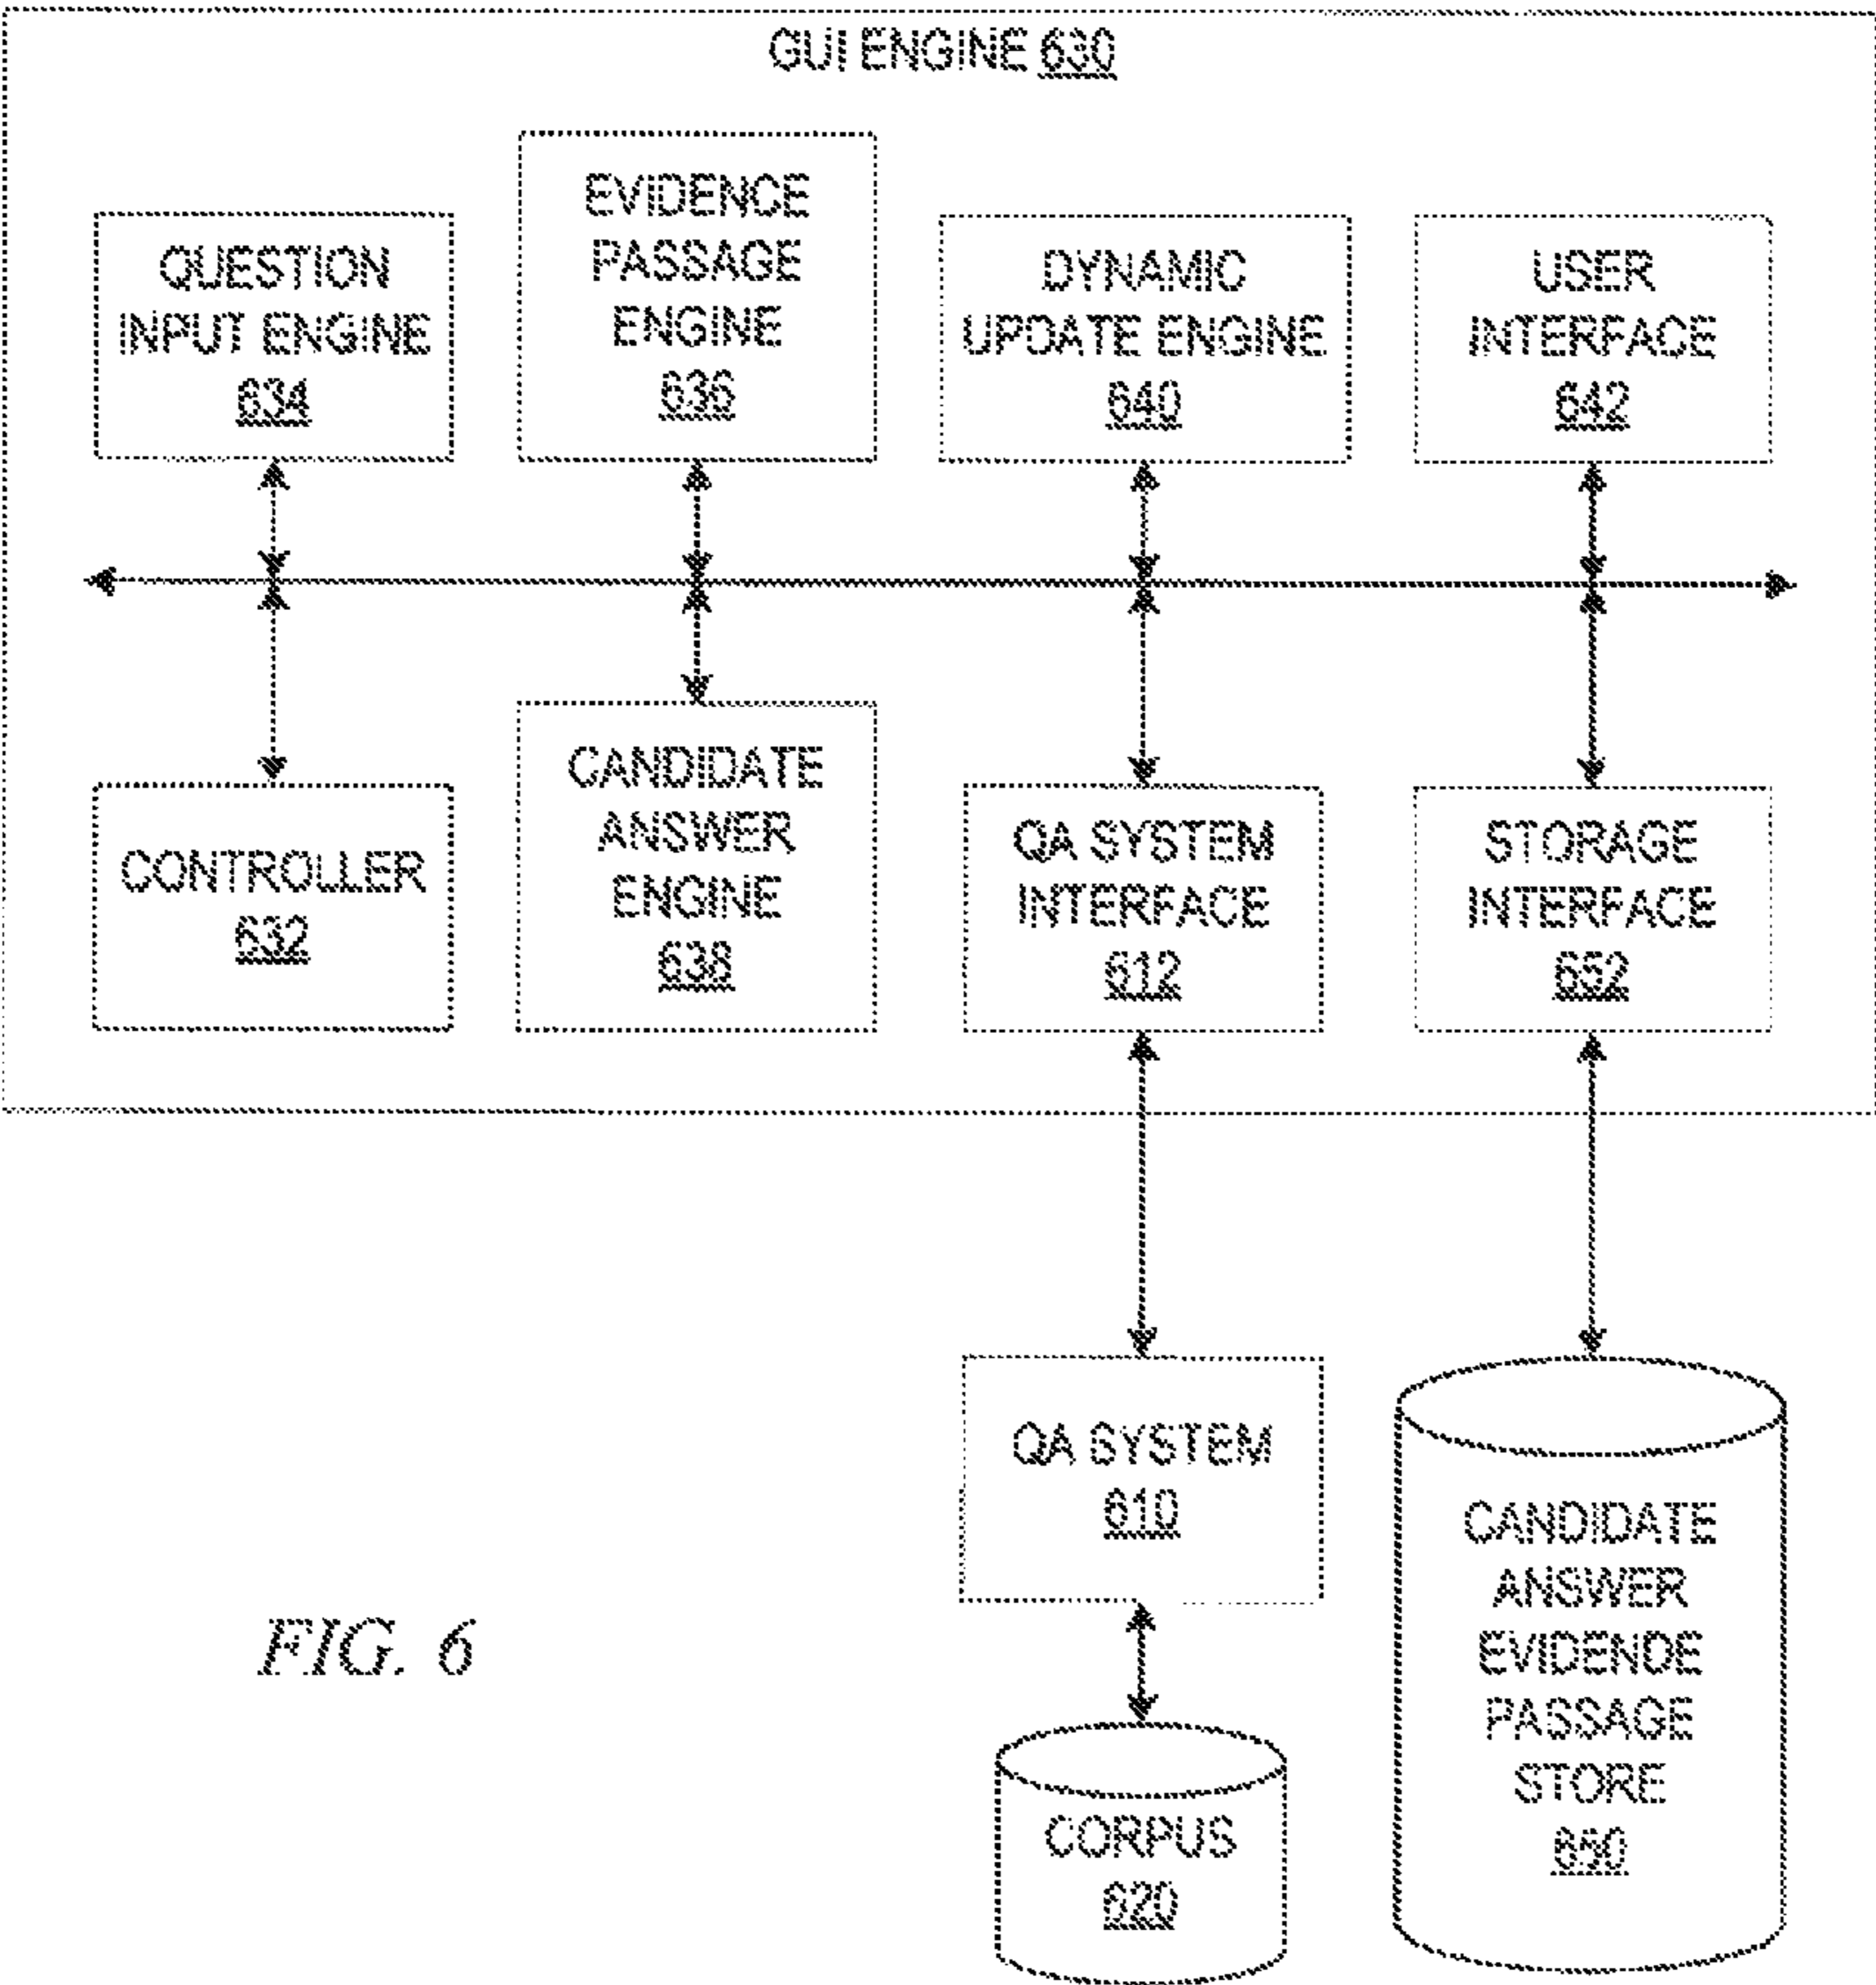 GUI ENGINE 630
QUESTION
INPUT ENGINE
634
EVIDENCE
PASSAGE
ENGINE
636
DYNAMIC
UPDATE ENGINE
640
USER
INTERFACE
642
CONTROLLER
632
CANDIDATE
ANSWER
ENGINE
638
QA SYSTEM
INTERFACE
612
STORAGE
INTERFACE
652
QA SYSTEM
610
CANDIDATE
ANSWER
EVIDENCE
PASSAGE
STORE
650
CORPUS
620
FIG. 6